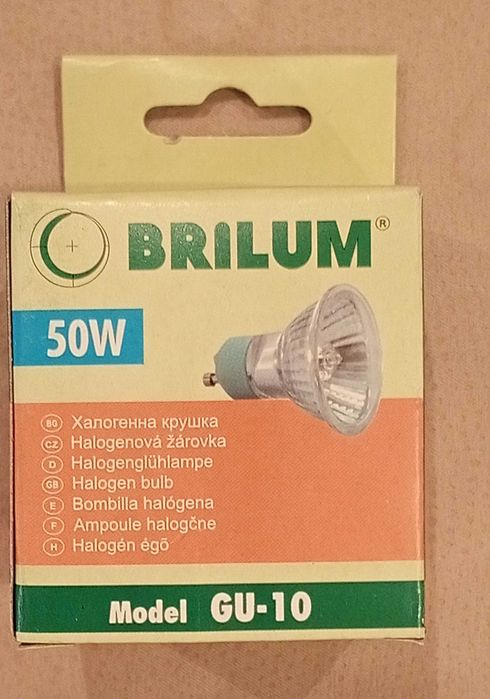 BRILUM®
50W
BG Халогенна крушка
CZ Halogenová žárovka
D Halogenglühlampe
GB Halogen bulb
E Bombilla halógena
F Ampoule halogčne
H Halogén égő
Model GU-10